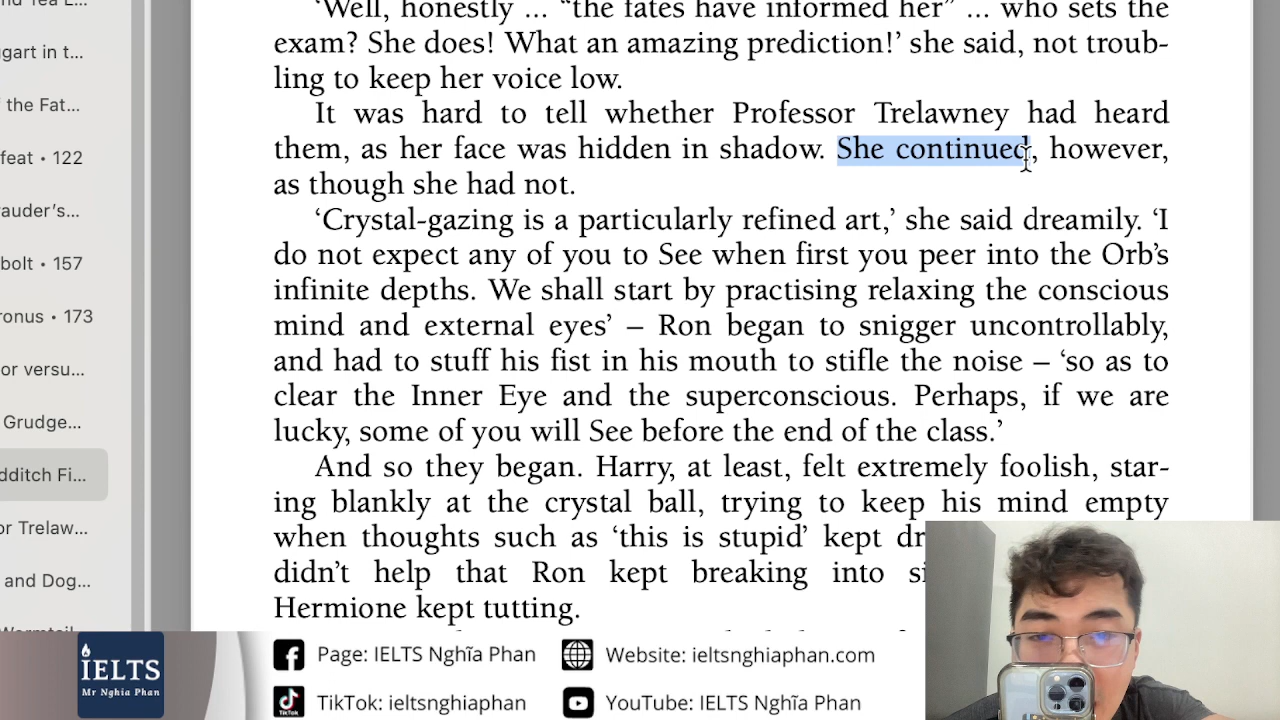 ‘Well, honestly ... “the fates have informed her” ... who sets the
exam? She does! What an amazing prediction!’ she said, not troub-
ling to keep her voice low.
It was hard to tell whether Professor Trelawney had heard
them, as her face was hidden in shadow. She continued, however,
as though she had not.
‘Crystal-gazing is a particularly refined art,’ she said dreamily. ‘I
do not expect any of you to See when first you peer into the Orb’s
infinite depths. We shall start by practising relaxing the conscious
mind and external eyes’ – Ron began to snigger uncontrollably,
and had to stuff his fist in his mouth to stifle the noise – ‘so as to
clear the Inner Eye and the superconscious. Perhaps, if we are
lucky, some of you will See before the end of the class.’
And so they began. Harry, at least, felt extremely foolish, star-
ing blankly at the crystal ball, trying to keep his mind empty
when thoughts such as ‘this is stupid’ kept
didn’t help that Ron kept breaking into
Hermione kept tutting.
ggart in t...
the Fat...
feat • 122
rauder’s...
bolt • 157
ronus • 173
or versu...
Grudge...
dditch Fi...
or Trelaw...
and Dog...
IELTS
Mr Nghia Phan
Page: IELTS Nghĩa Phan
Website: ieltsnghiaphan.com
TikTok: ieltsnghiaphan
YouTube: IELTS Nghĩa Phan